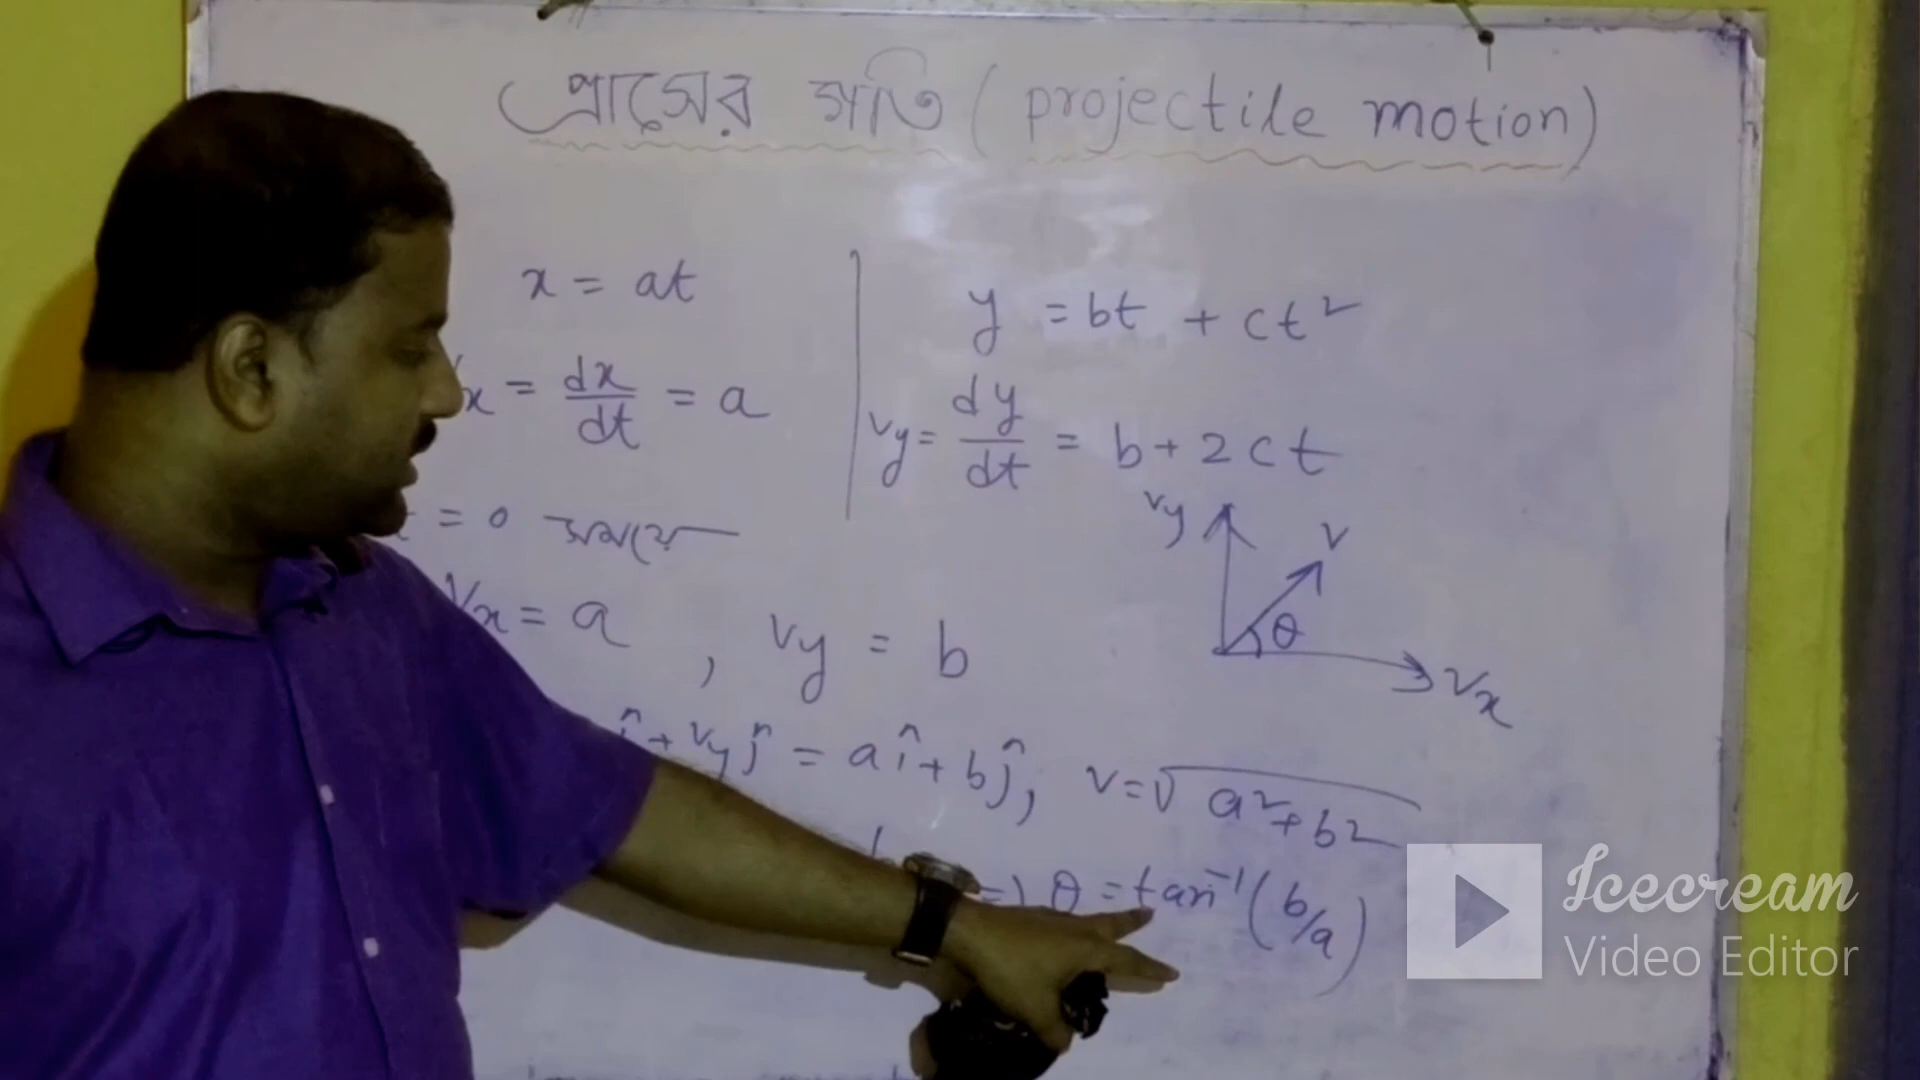 প্রাসের গতি (projectile motion)
x = at
y = bt + ct²
x = dx/dt = a
vy = dy/dt = b + 2ct
= 0 সময়ে
vy
v
θ
vx
Vx = a , vy = b
î + vy ĵ = aî + bĵ, v = √a² + b²
=) θ = tan⁻¹ (b/a)
Icecream
Video Editor